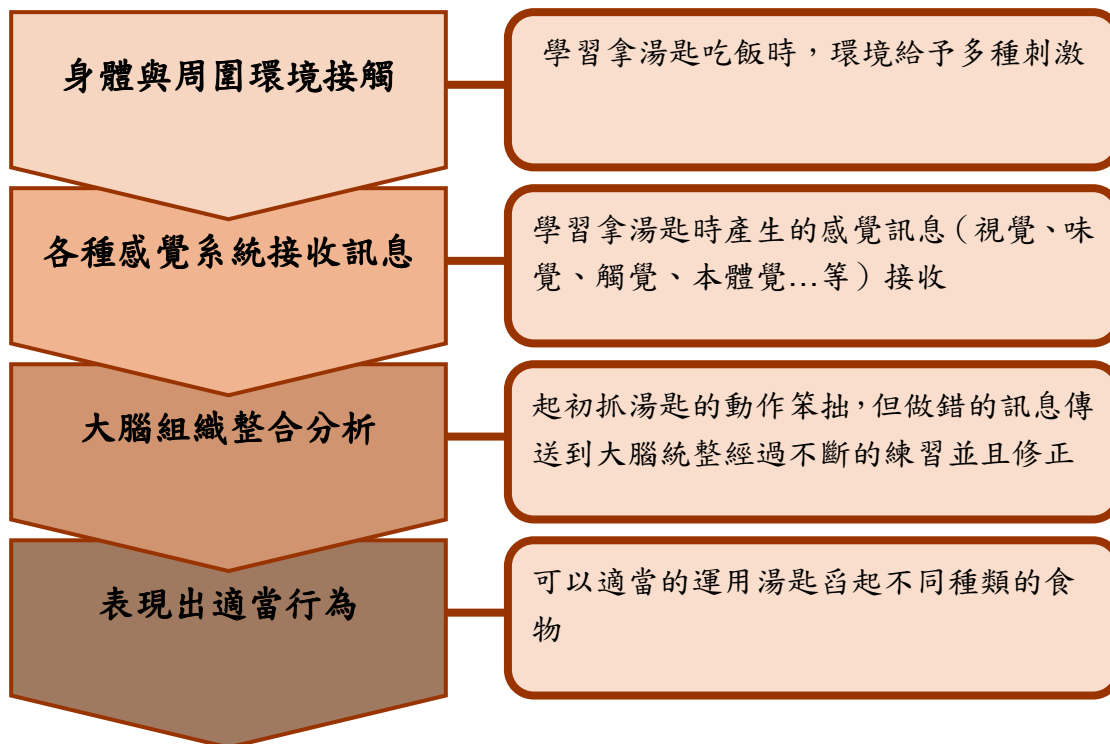 身體與周圍環境接觸
學習拿湯匙吃飯時，環境給予多種刺激
各種感覺系統接收訊息
學習拿湯匙時產生的感覺訊息（視覺、味
覺、觸覺、本體覺…等）接收
大腦組織整合分析
起初抓湯匙的動作笨拙，但做錯的訊息傳
送到大腦統整經過不斷的練習並且修正
表現出適當行為
可以適當的運用湯匙舀起不同種類的食
物